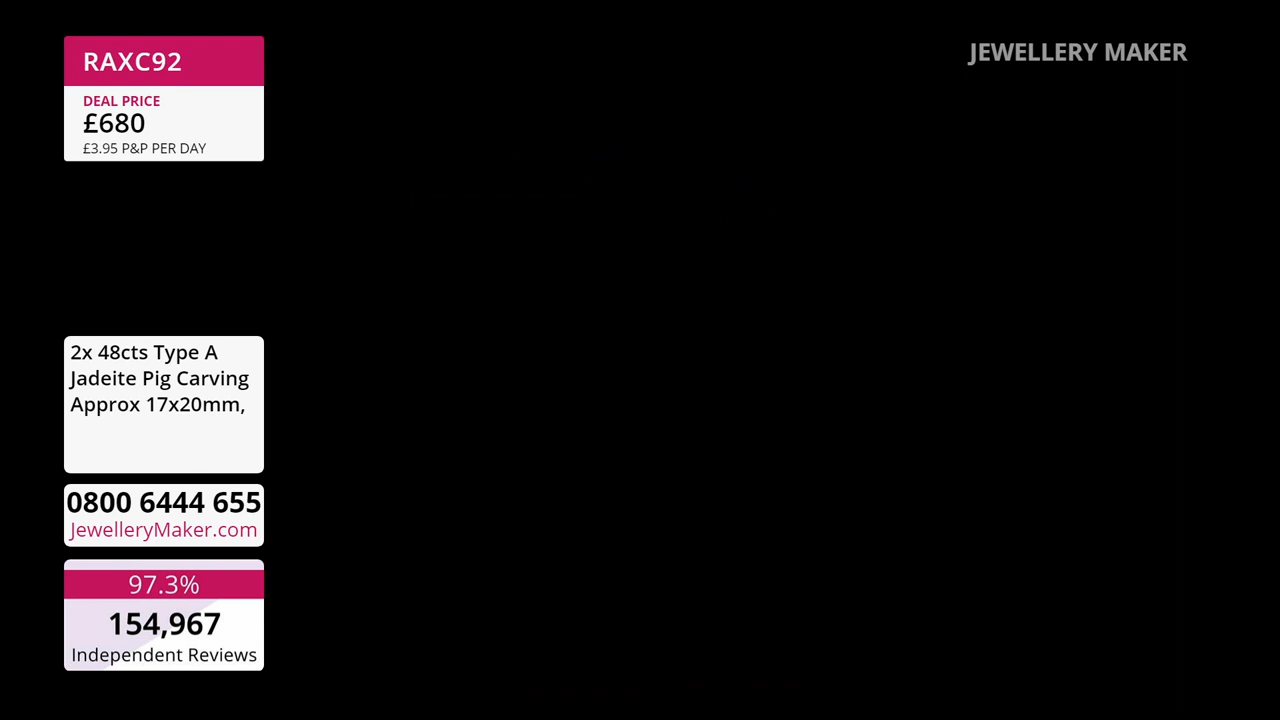 RAXC92
DEAL PRICE
£680
£3.95 P&P PER DAY
JEWELLERY MAKER
2x 48cts Type A
Jadeite Pig Carving
Approx 17x20mm,
0800 6444 655
JewelleryMaker.com
97.3%
154,967
Independent Reviews